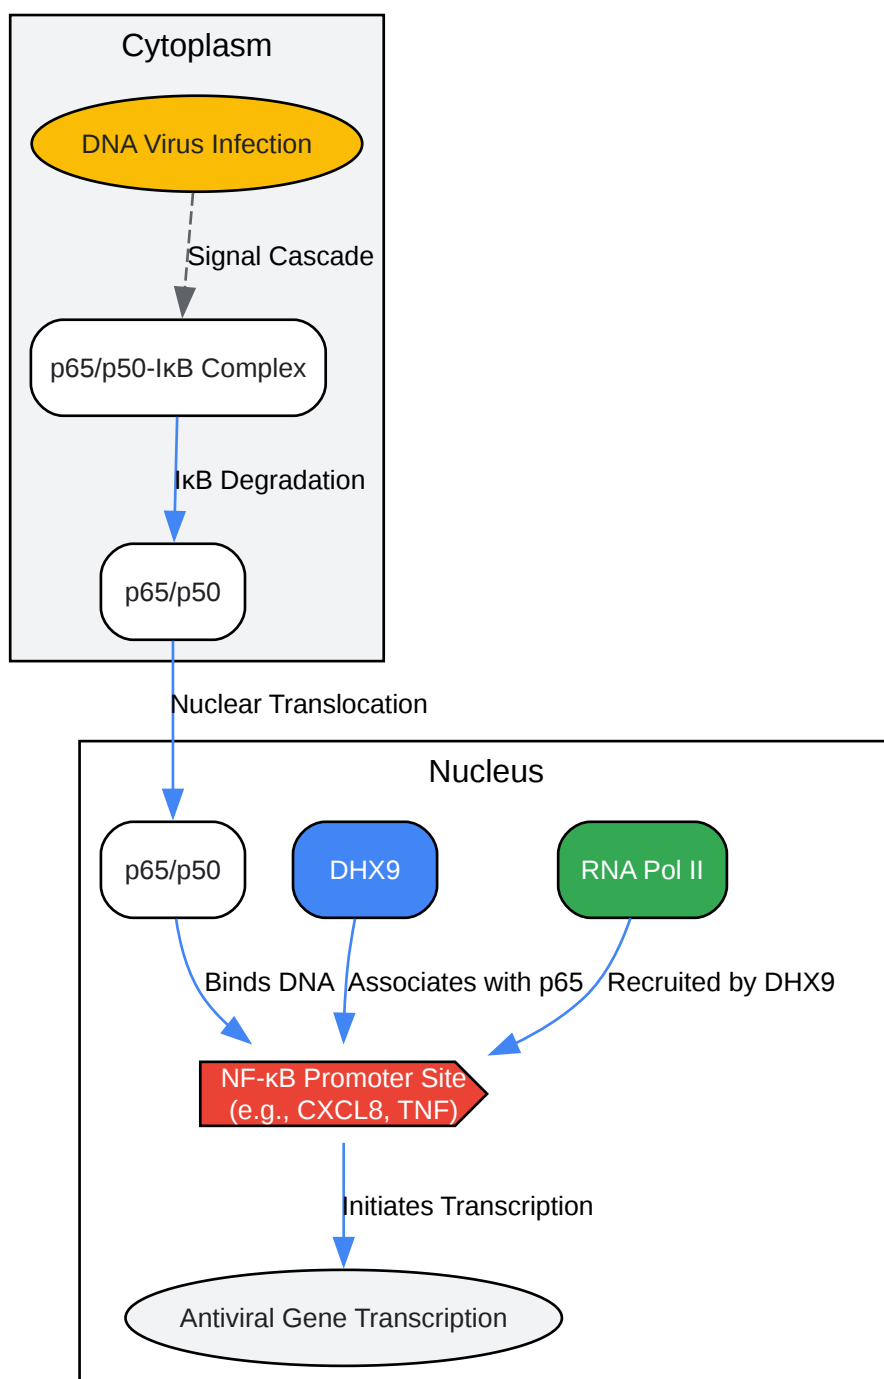 Cytoplasm
DNA Virus Infection
Signal Cascade
p65/p50-IκB Complex
IκB Degradation
p65/p50
Nuclear Translocation
Nucleus
p65/p50
DHX9
RNA Pol II
Binds DNA
Associates with p65
Recruited by DHX9
NF-κB Promoter Site
(e.g., CXCL8, TNF)
Initiates Transcription
Antiviral Gene Transcription